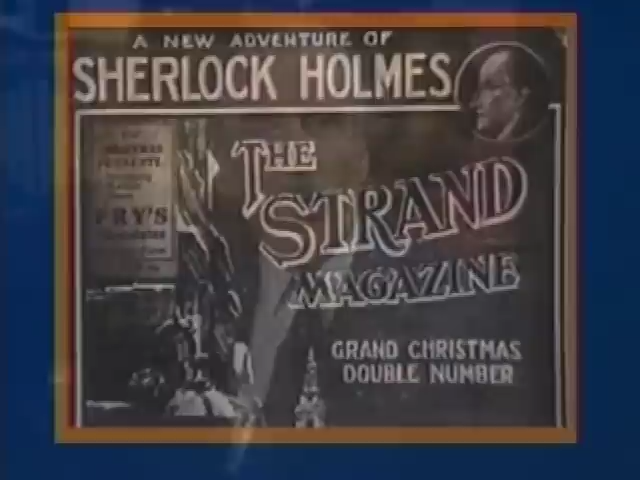 A NEW ADVENTURE OF
SHERLOCK HOLMES
THE
STRAND
MAGAZINE
FRY'S
GRAND CHRISTMAS
DOUBLE NUMBER